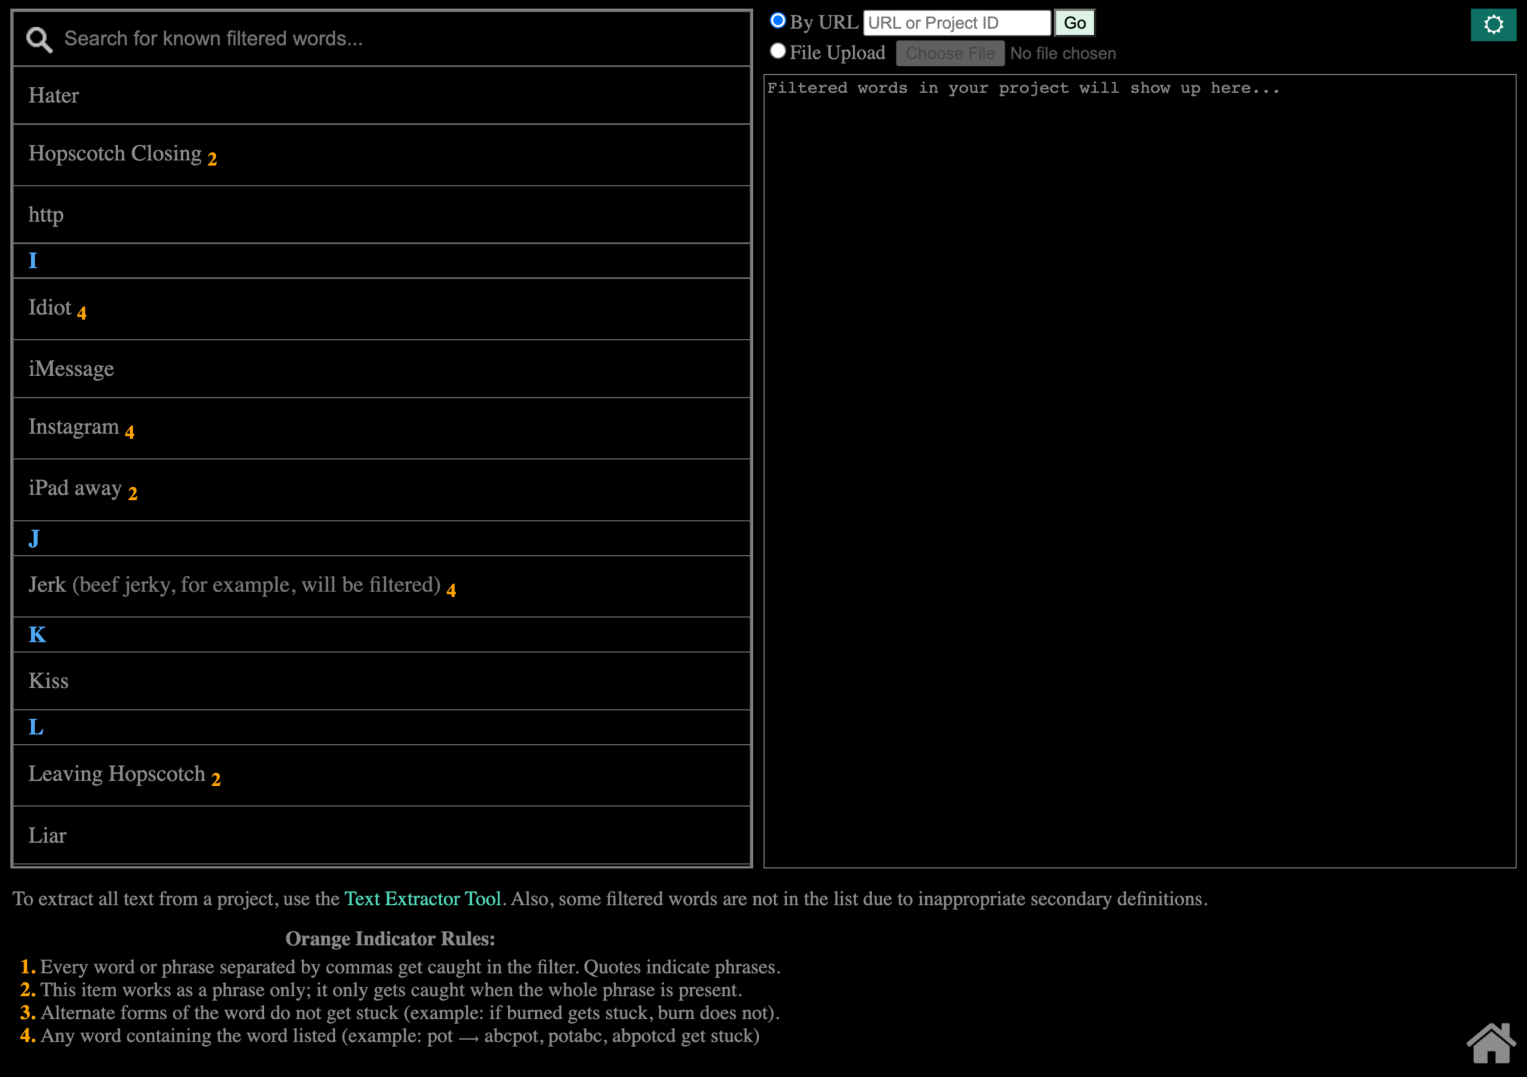 Search for known filtered words...
Hater
Hopscotch Closing 2
http
I
Idiot 4
iMessage
Instagram 4
iPad away 2
J
Jerk (beef jerky, for example, will be filtered) 4
K
Kiss
L
Leaving Hopscotch 2
Liar
By URL URL or Project ID Go
File Upload Choose File No file chosen
Filtered words in your project will show up here...
To extract all text from a project, use the Text Extractor Tool. Also, some filtered words are not in the list due to inappropriate secondary definitions.
Orange Indicator Rules:
1. Every word or phrase separated by commas get caught in the filter. Quotes indicate phrases.
2. This item works as a phrase only; it only gets caught when the whole phrase is present.
3. Alternate forms of the word do not get stuck (example: if burned gets stuck, burn does not).
4. Any word containing the word listed (example: pot → abcpot, potabc, abpotcd get stuck)